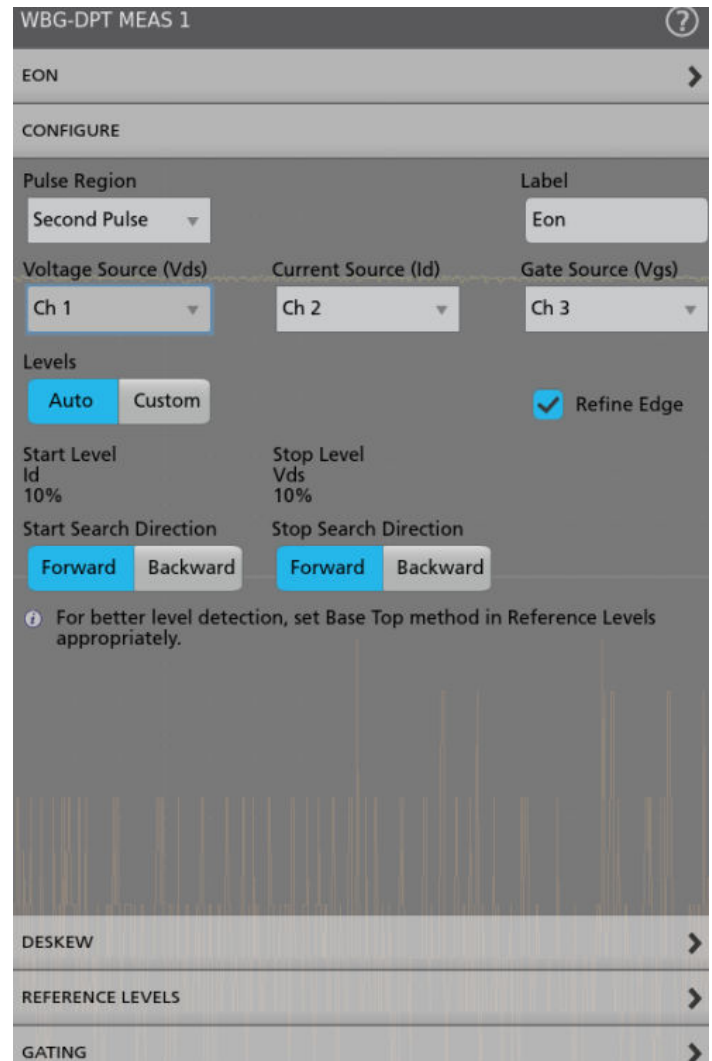 WBG-DPT MEAS 1 ?
EON
CONFIGURE
Pulse Region Label
Second Pulse Eon
Voltage Source (Vds) Current Source (Id) Gate Source (Vgs)
Ch 1 Ch 2 Ch 3
Levels
Auto Custom Refine Edge
Start Level Stop Level
Id Vds
10% 10%
Start Search Direction Stop Search Direction
Forward Backward Forward Backward
i For better level detection, set Base Top method in Reference Levels
appropriately.
DESKEW
REFERENCE LEVELS
GATING